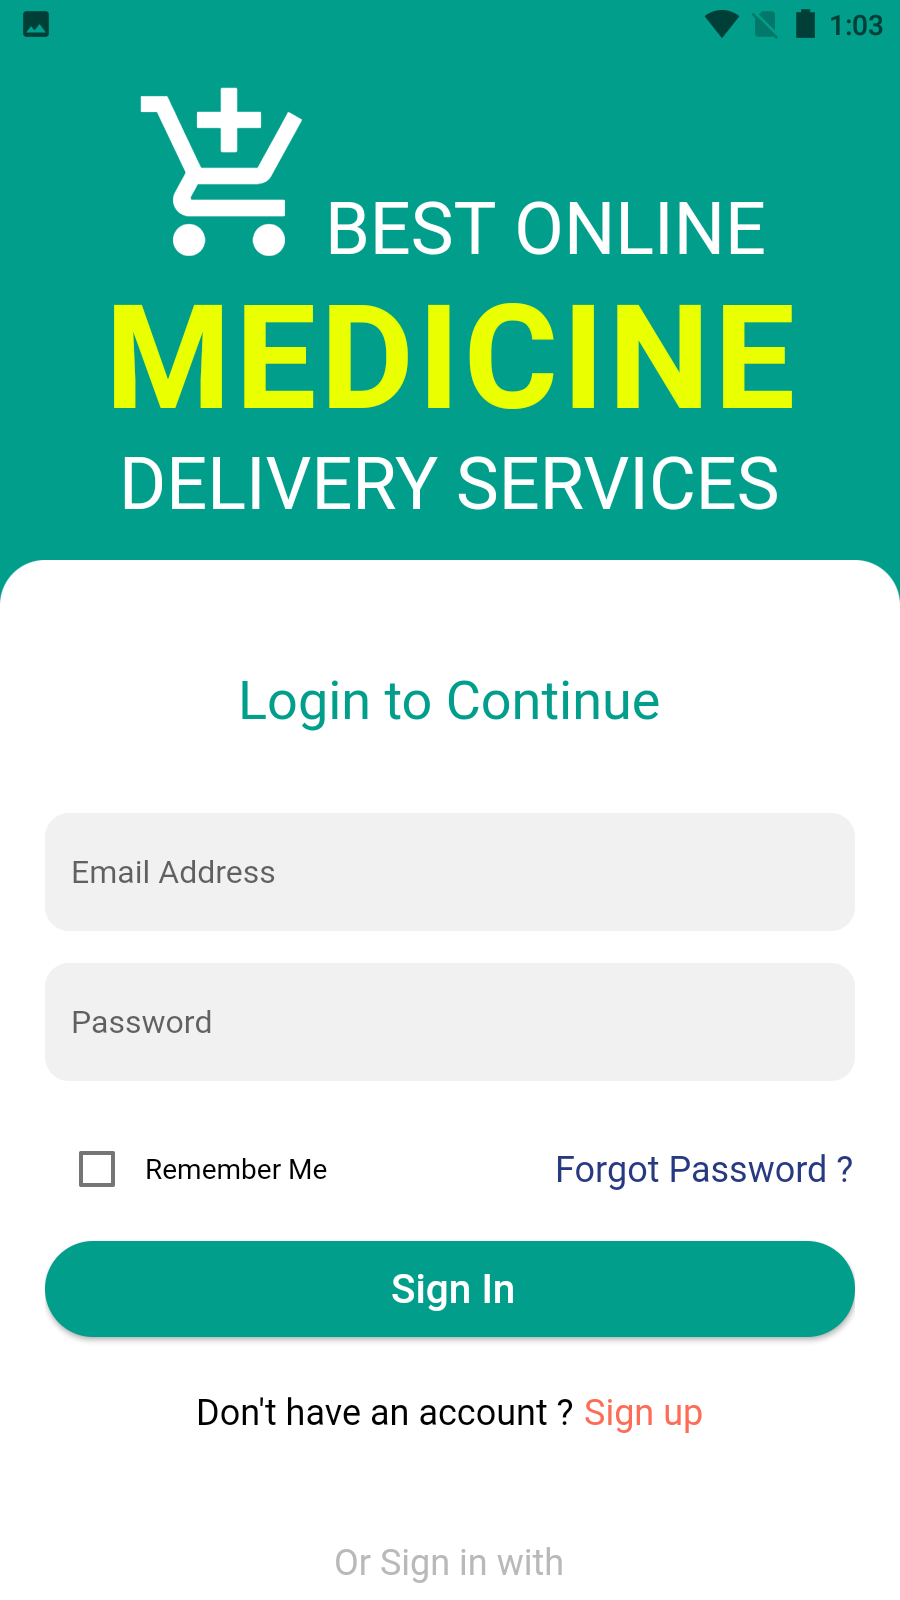 1:03
BEST ONLINE
MEDICINE
DELIVERY SERVICES
Login to Continue
Email Address
Password
Remember Me
Forgot Password ?
Sign In
Don't have an account ? Sign up
Or Sign in with